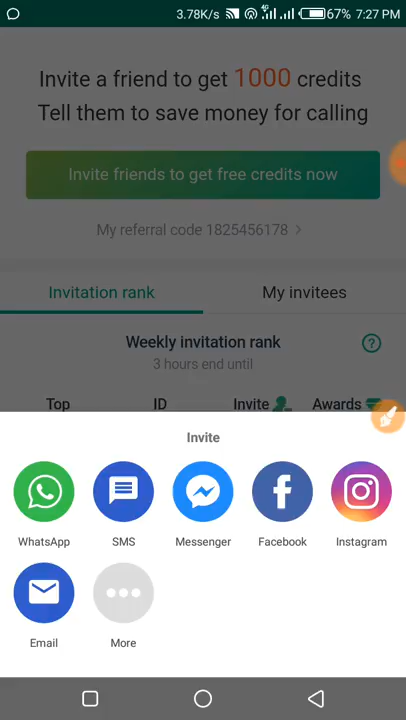 3.78K/s 4G 67% 7:27 PM
Invite a friend to get 1000 credits
Tell them to save money for calling
Invite friends to get free credits now
My referral code 1825456178 >
Invitation rank My invitees
Weekly invitation rank ?
3 hours end until
Top ID Invite Awards
Invite
WhatsApp SMS Messenger Facebook Instagram
Email More